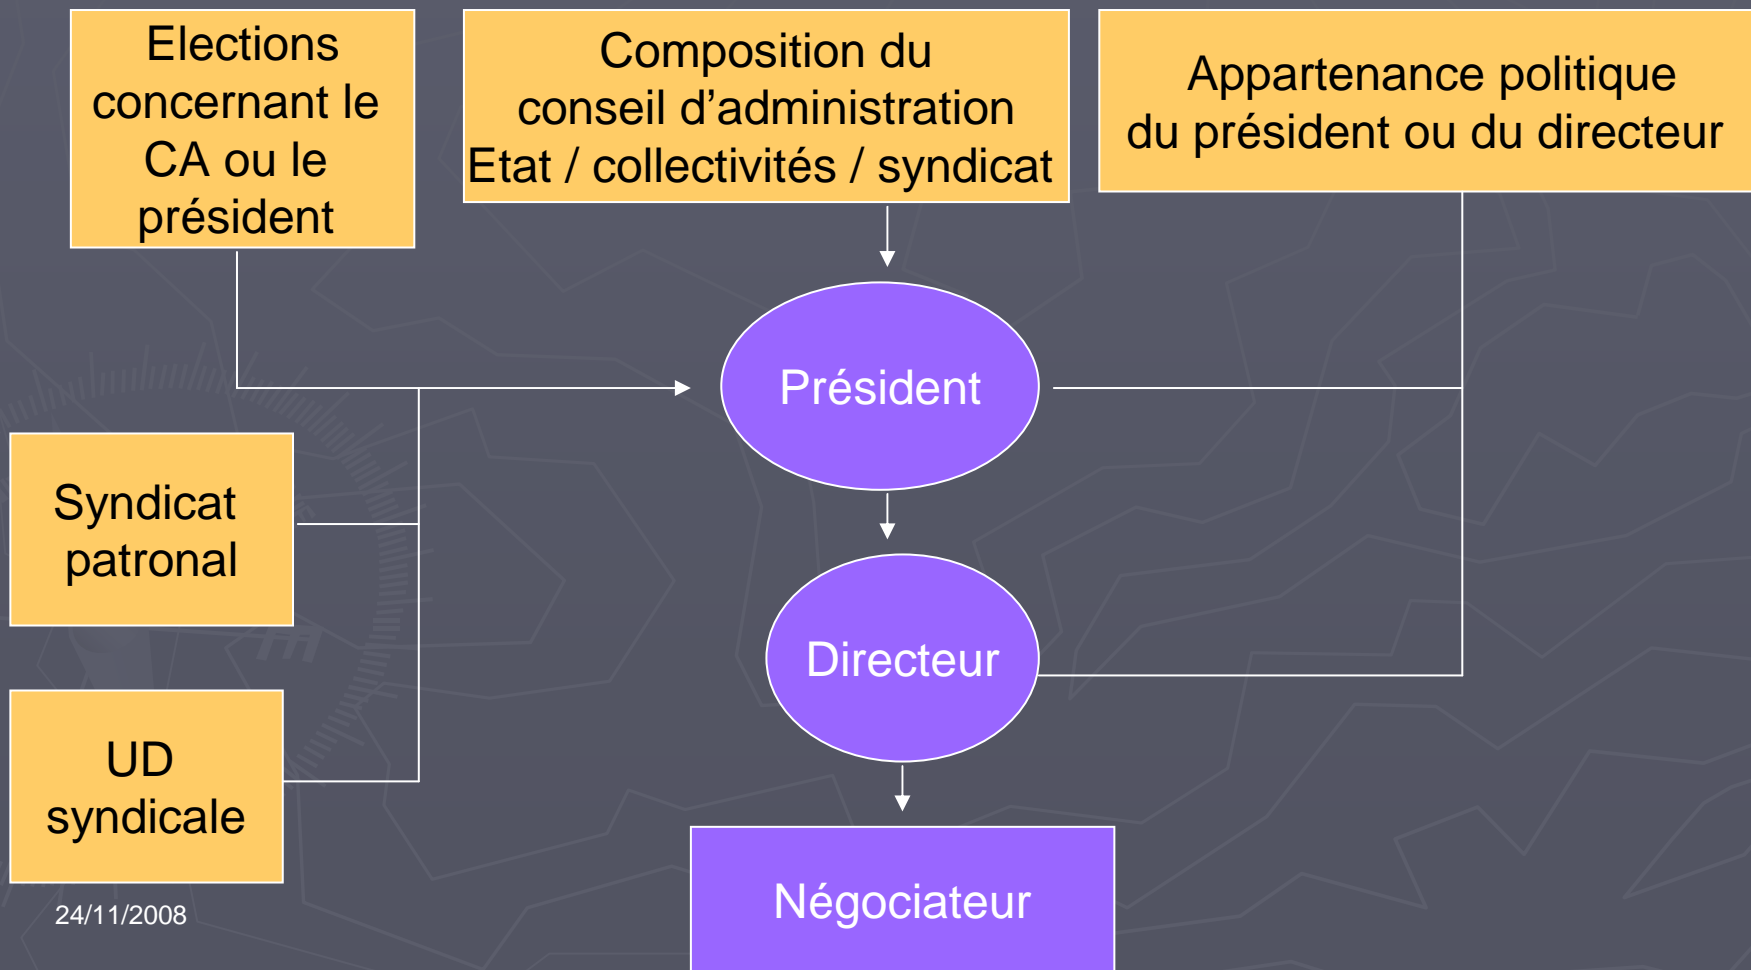 Elections
concernant le
CA ou le
président
Composition du
conseil d’administration
Etat / collectivités / syndicat
Appartenance politique
du président ou du directeur
Président
Syndicat
patronal
Directeur
UD
syndicale
Négociateur
24/11/2008